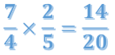 7/4 × 2/5 = 14/20